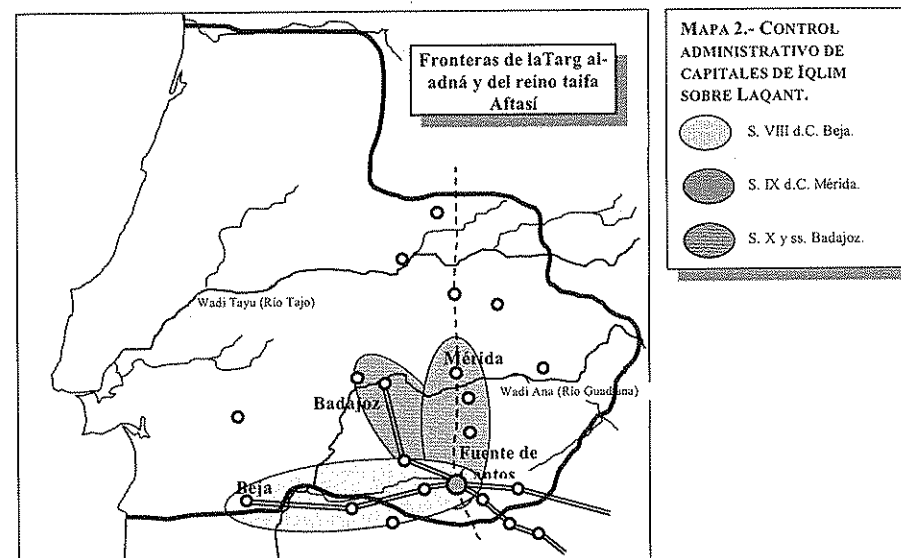 Fronteras de laTarg al-
adná y del reino taifa
Aftasí
MAPA 2.- CONTROL
ADMINISTRATIVO DE
CAPITALES DE IQLIM
SOBRE LAQANT.
S. VIII d.C. Beja.
S. IX d.C. Mérida.
S. X y ss. Badajoz.
Wadi Tayu (Río Tajo)
Mérida
Wadi Ana (Río Guadiana)
Badajoz
Fuente de
Beja